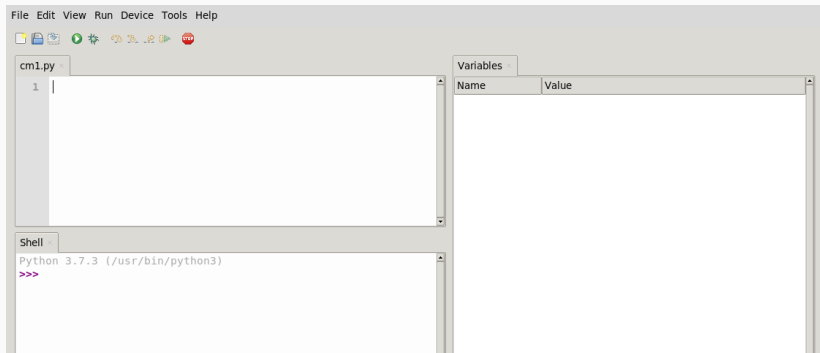 File Edit View Run Device Tools Help
STOP
cm1.py ×
Variables ×
1
Name Value
Shell ×
Python 3.7.3 (/usr/bin/python3)
>>>